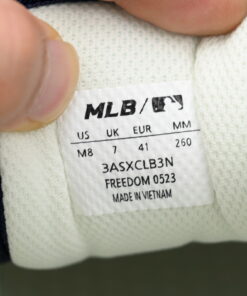 MLB
US UK EUR MM
M8 7 41 260
3ASXCLB3N
FREEDOM 0523
MADE IN VIETNAM